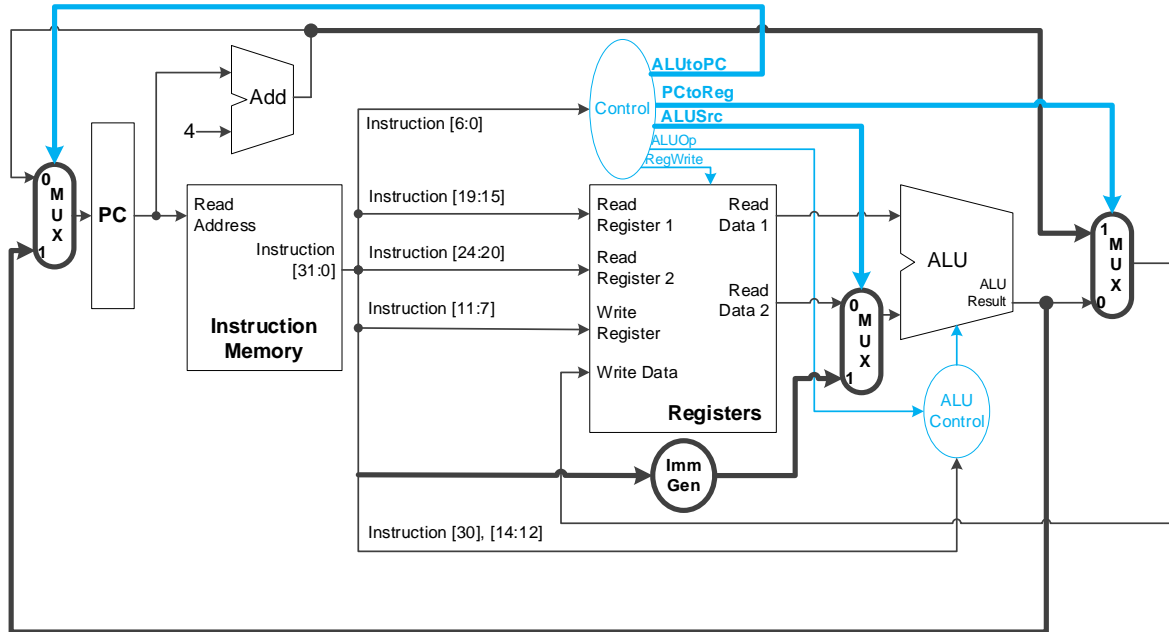 ALUtoPC
PCtoReg
Control
ALUSrc
ALUOp
RegWrite
Add
4
Instruction [6:0]
0
M
U
X
1
PC
Read
Address
Instruction
[31:0]
Instruction
Memory
Instruction [19:15]
Instruction [24:20]
Instruction [11:7]
Read
Register 1
Read
Register 2
Write
Register
Write Data
Read
Data 1
Read
Data 2
Registers
0
M
U
X
1
ALU
ALU
Result
1
M
U
X
0
ALU
Control
Imm
Gen
Instruction [30], [14:12]